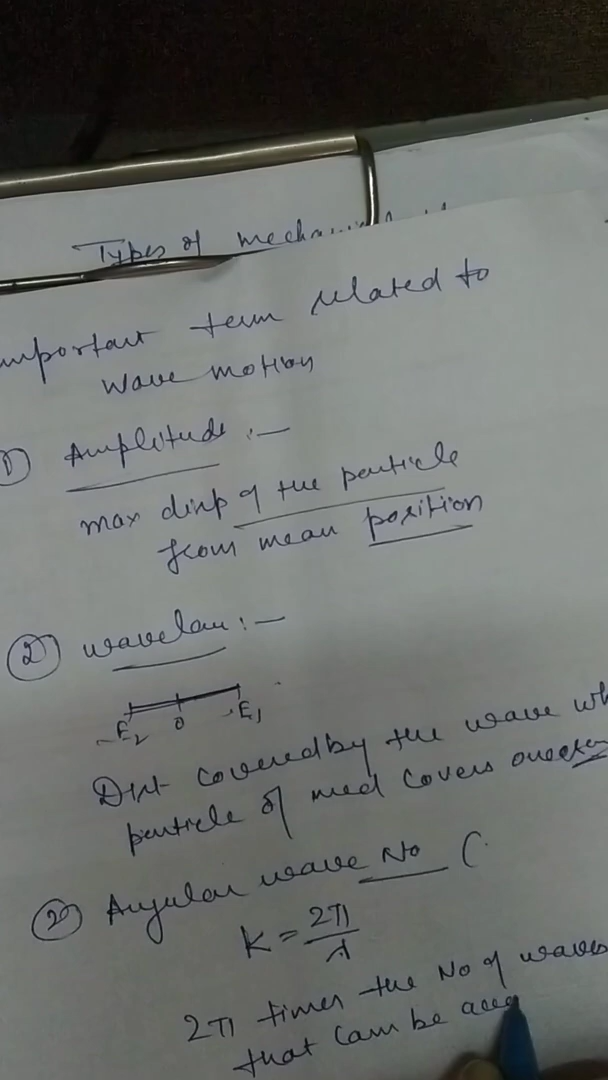 Types of
important term related to
wave motion
① Amplitude :-
max disp of the particle
from mean position
② wavelen :-
E₂ O E₁
Dist covered by the wave
particle of med covers one
② Angular wave No (
K = 2π/λ
2π times the No of waves
that can be acco